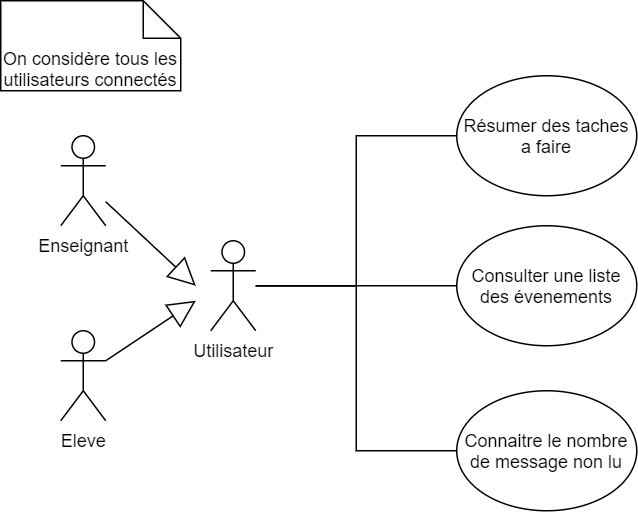 On considère tous les
utilisateurs connectés
Enseignant
Utilisateur
Eleve
Résumer des taches
a faire
Consulter une liste
des évenements
Connaitre le nombre
de message non lu